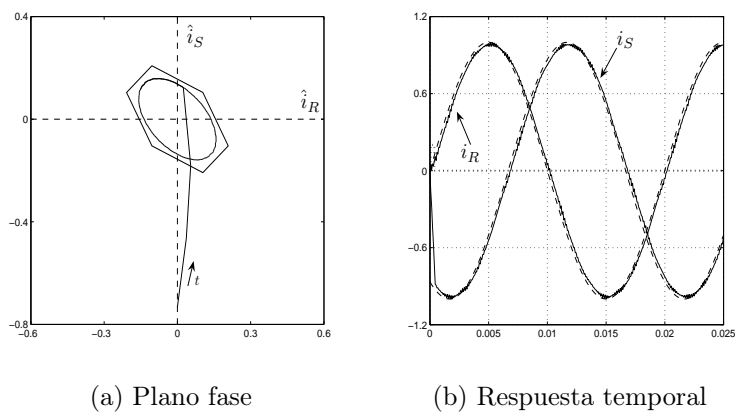 0.4
0
−0.4
−0.8
−0.6
−0.3
0
0.3
0.6
î_S
î_R
t
1.2
0.6
0
−0.6
−1.2
0
0.005
0.01
0.015
0.02
0.025
i_S
i_R
(a) Plano fase
(b) Respuesta temporal